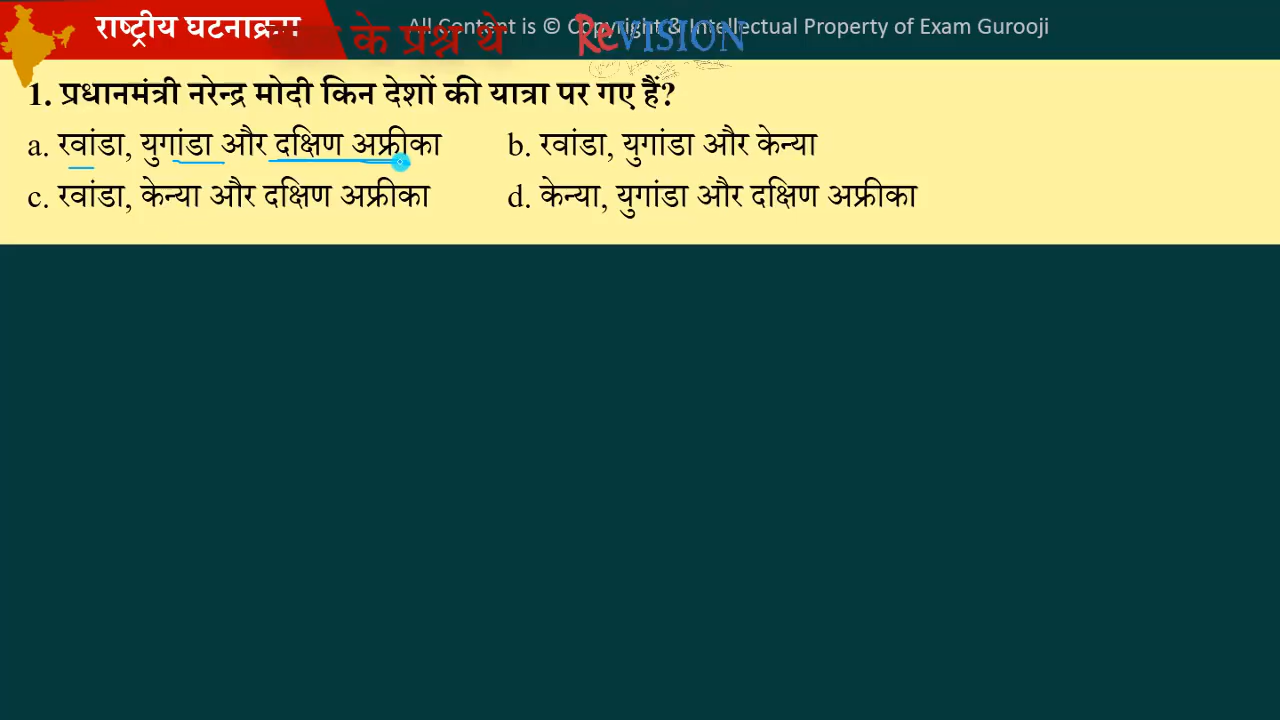 राष्ट्रीय घटनाक्रम
के प्रश्न थे
ReVISION
All Content is © Copyright & Intellectual Property of Exam Gurooji
1. प्रधानमंत्री नरेन्द्र मोदी किन देशों की यात्रा पर गए हैं?
a. रवांडा, युगांडा और दक्षिण अफ्रीका b. रवांडा, युगांडा और केन्या
c. रवांडा, केन्या और दक्षिण अफ्रीका d. केन्या, युगांडा और दक्षिण अफ्रीका